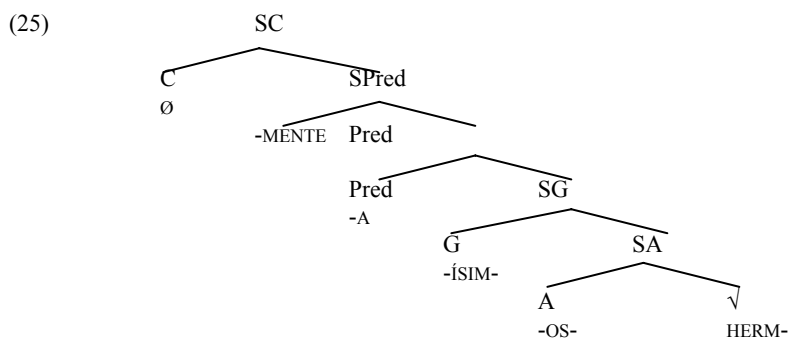 (25) SC
C SPred
Ø
-MENTE Pred
Pred SG
-A
G SA
-ÍSIM-
A √
-OS- HERM-